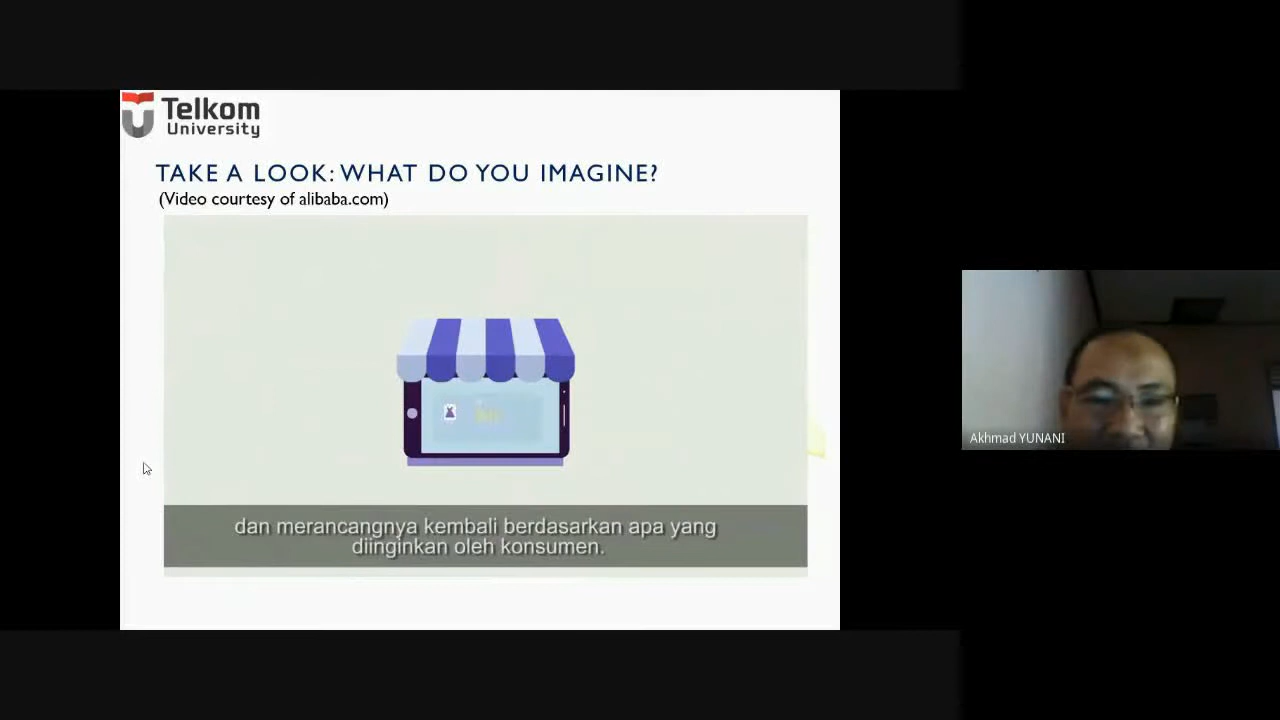 Telkom
University
TAKE A LOOK: WHAT DO YOU IMAGINE?
(Video courtesy of alibaba.com)
dan merancangnya kembali berdasarkan apa yang
diinginkan oleh konsumen.
Akhmad YUNANI